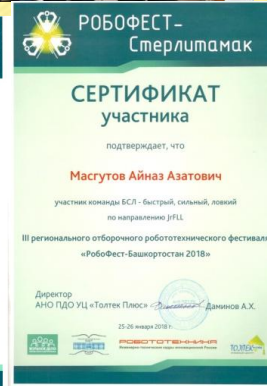 РОБОФЕСТ-
Стерлитамак
СЕРТИФИКАТ
участника
подтверждает, что
Масгутов Айназ Азатович
участник команды БСЛ - быстрый, сильный, ловкий
по направлению JrFLL
III регионального отборочного робототехнического фестиваля
«РобоФест-Башкортостан 2018»
Директор
АНО ПДО УЦ «Толтек Плюс»
Даминов А.Х.
25-26 января 2018 г.
РОБОТОТЕХНИКА
ТОЛТЕК